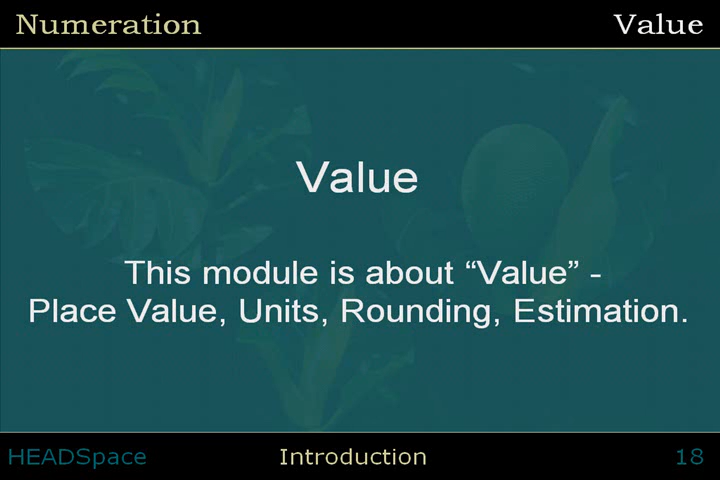 Numeration
Value
Value
This module is about “Value” -
Place Value, Units, Rounding, Estimation.
HEADSpace
Introduction
18